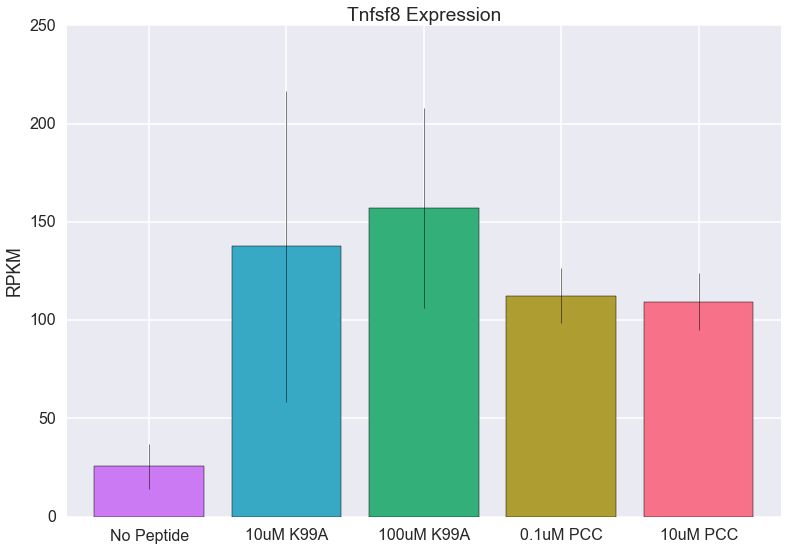 Tnfsf8 Expression
250
200
150
100
50
0
RPKM
No Peptide
10uM K99A
100uM K99A
0.1uM PCC
10uM PCC